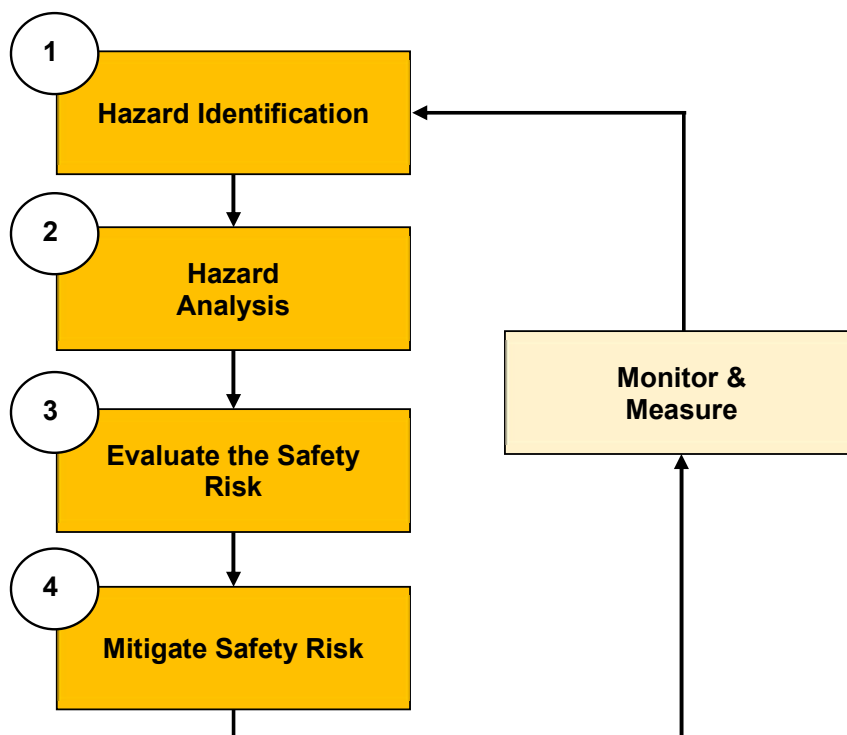 1
Hazard Identification
2
Hazard
Analysis
3
Evaluate the Safety
Risk
4
Mitigate Safety Risk
Monitor &
Measure